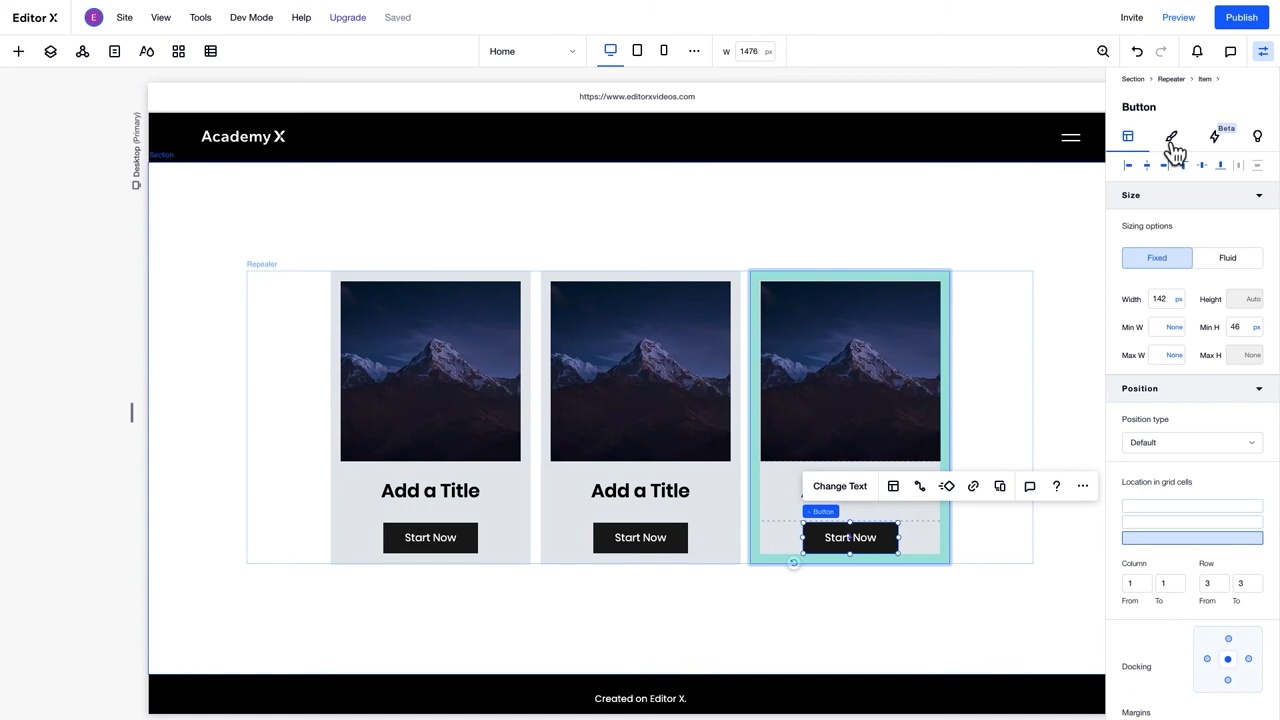 Editor X
E
Site
View
Tools
Dev Mode
Help
Upgrade
Saved
Invite
Preview
Publish
Home
W
1476
px
https://www.editorxvideos.com
Desktop (Primary)
Academy X
Section
Repeater
Add a Title
Start Now
Add a Title
Start Now
Change Text
Button
Start Now
Created on Editor X.
Section > Repeater > Item >
Button
Beta
Size
Sizing options
Fixed
Fluid
Width 142 px Height Auto
Min W None Min H 46 px
Max W None Max H None
Position
Position type
Default
Location in grid cells
Column Row
1 1 3 3
From To From To
Docking
Margins